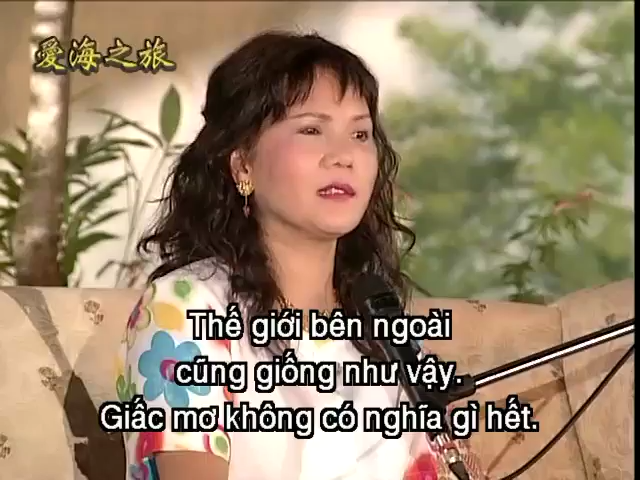 愛海之旅
Thế giới bên ngoài
cũng giống như vậy.
Giấc mơ không có nghĩa gì hết.